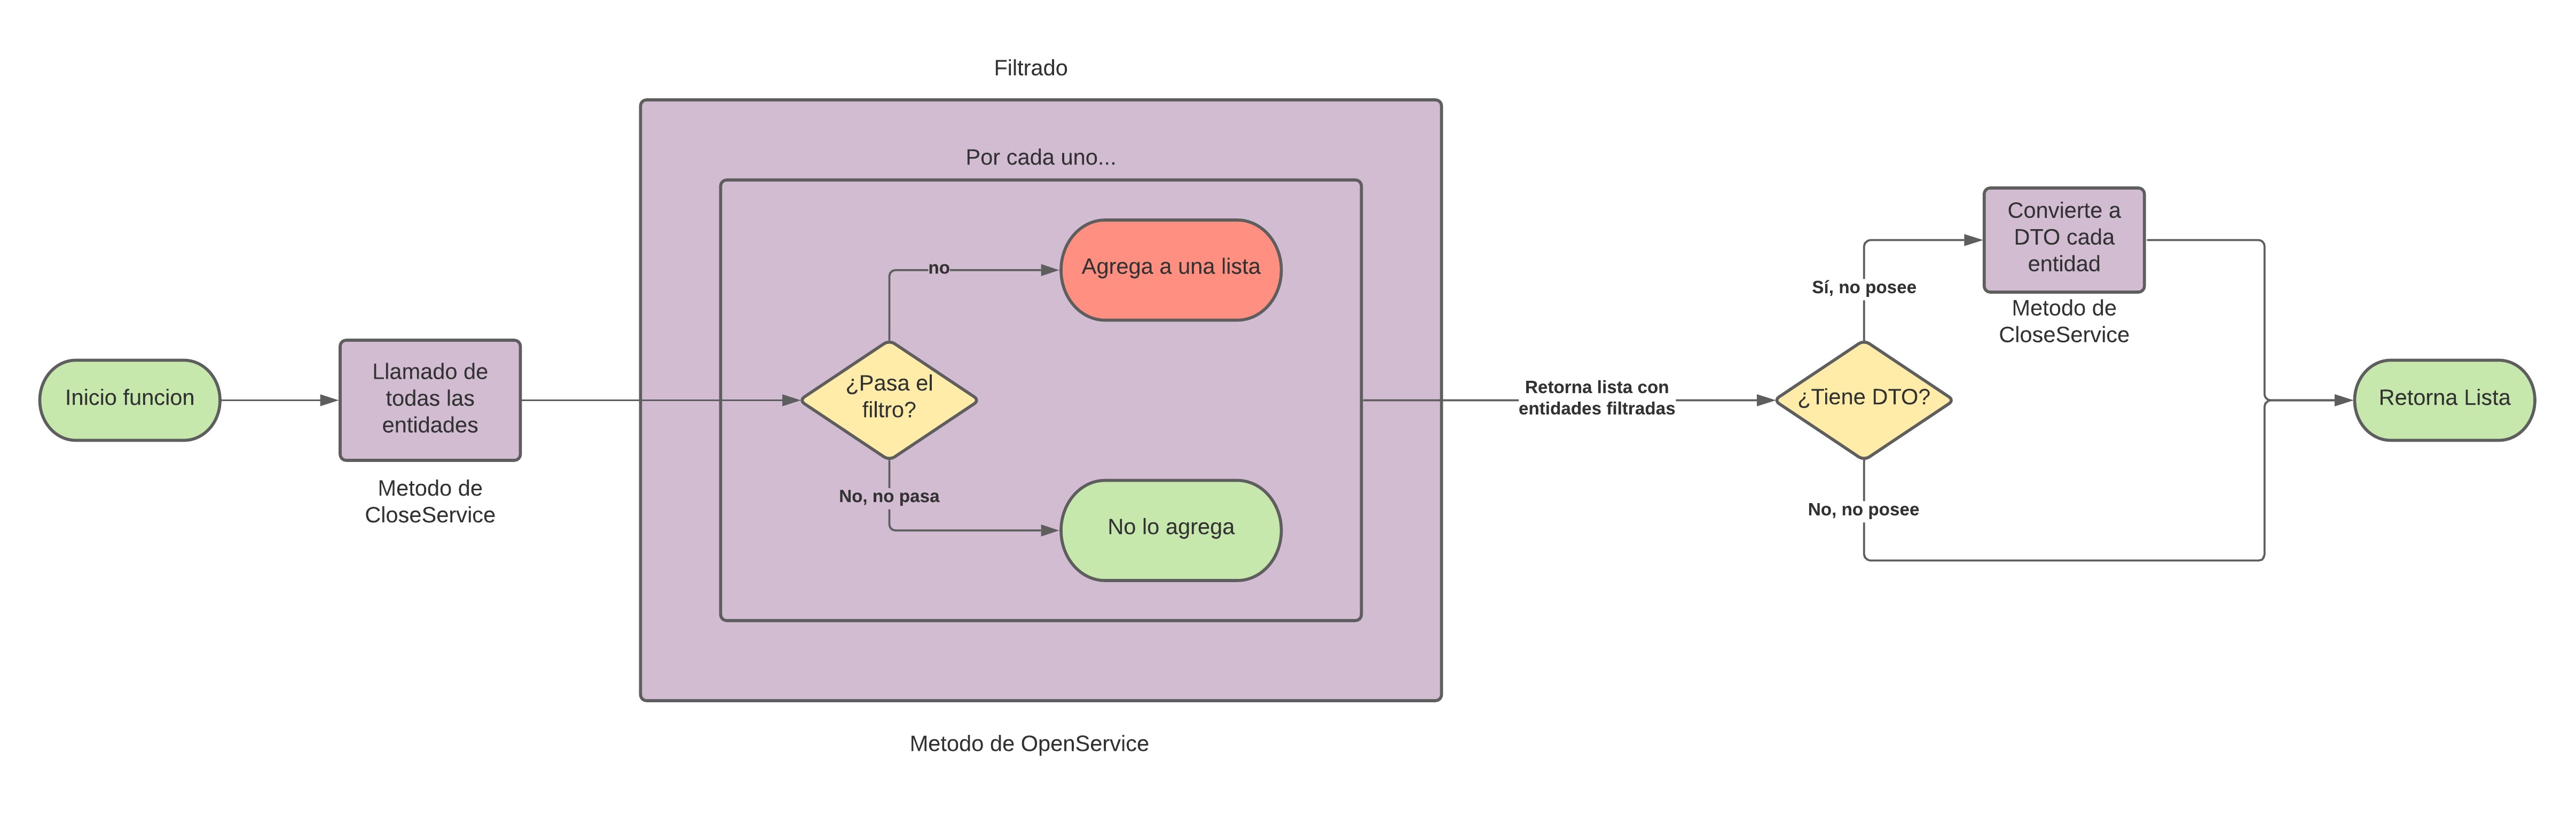 Filtrado
Por cada uno...
Inicio funcion
Llamado de
todas las
entidades
Metodo de
CloseService
¿Pasa el
filtro?
no
Agrega a una lista
No, no pasa
No lo agrega
Metodo de OpenService
Retorna lista con
entidades filtradas
¿Tiene DTO?
Sí, no posee
Convierte a
DTO cada
entidad
Metodo de
CloseService
No, no posee
Retorna Lista